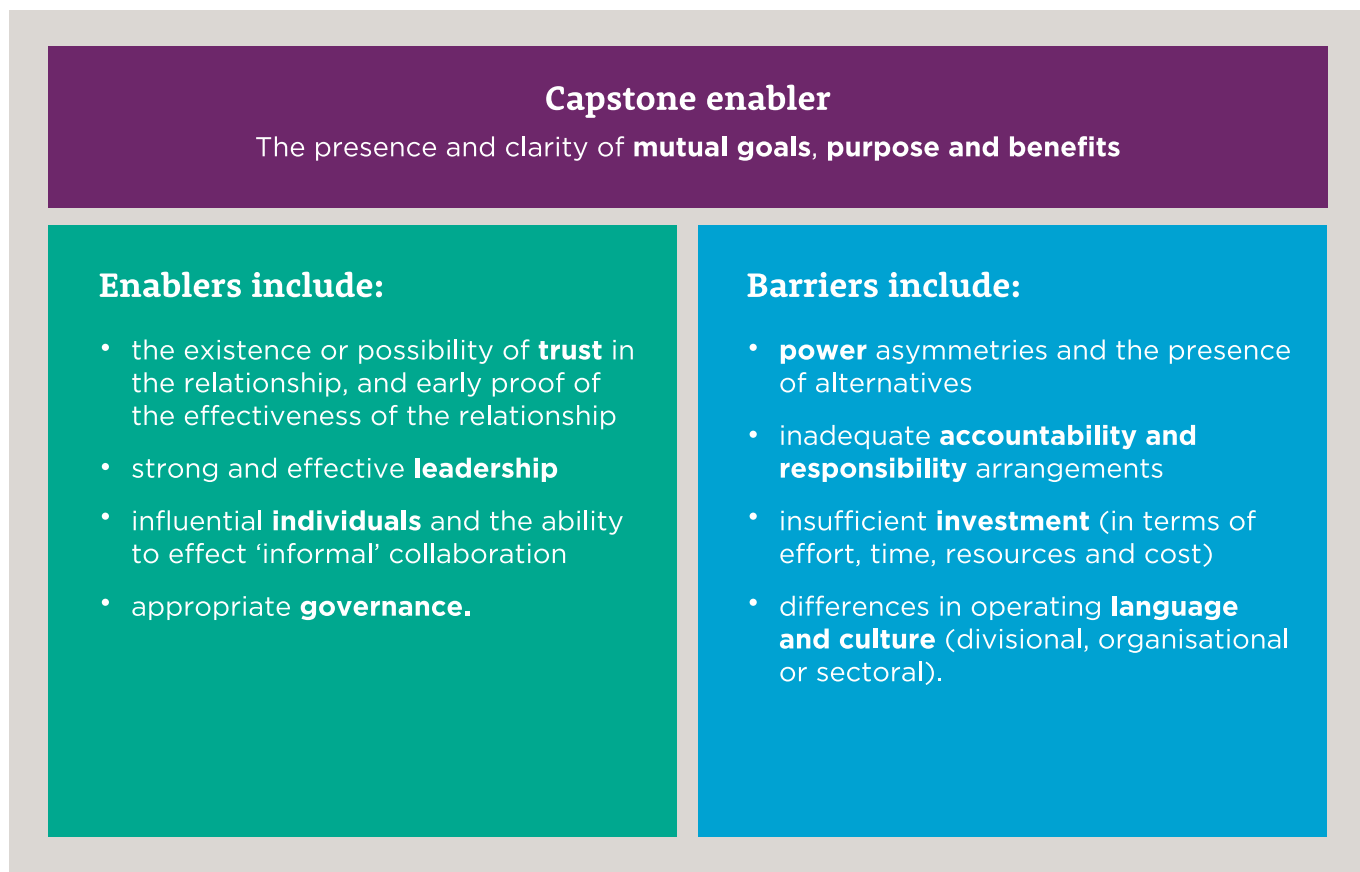 Capstone enabler
The presence and clarity of mutual goals, purpose and benefits
Enablers include:
• the existence or possibility of trust in
the relationship, and early proof of
the effectiveness of the relationship
• strong and effective leadership
• influential individuals and the ability
to effect ‘informal’ collaboration
• appropriate governance.
Barriers include:
• power asymmetries and the presence
of alternatives
• inadequate accountability and
responsibility arrangements
• insufficient investment (in terms of
effort, time, resources and cost)
• differences in operating language
and culture (divisional, organisational
or sectoral).